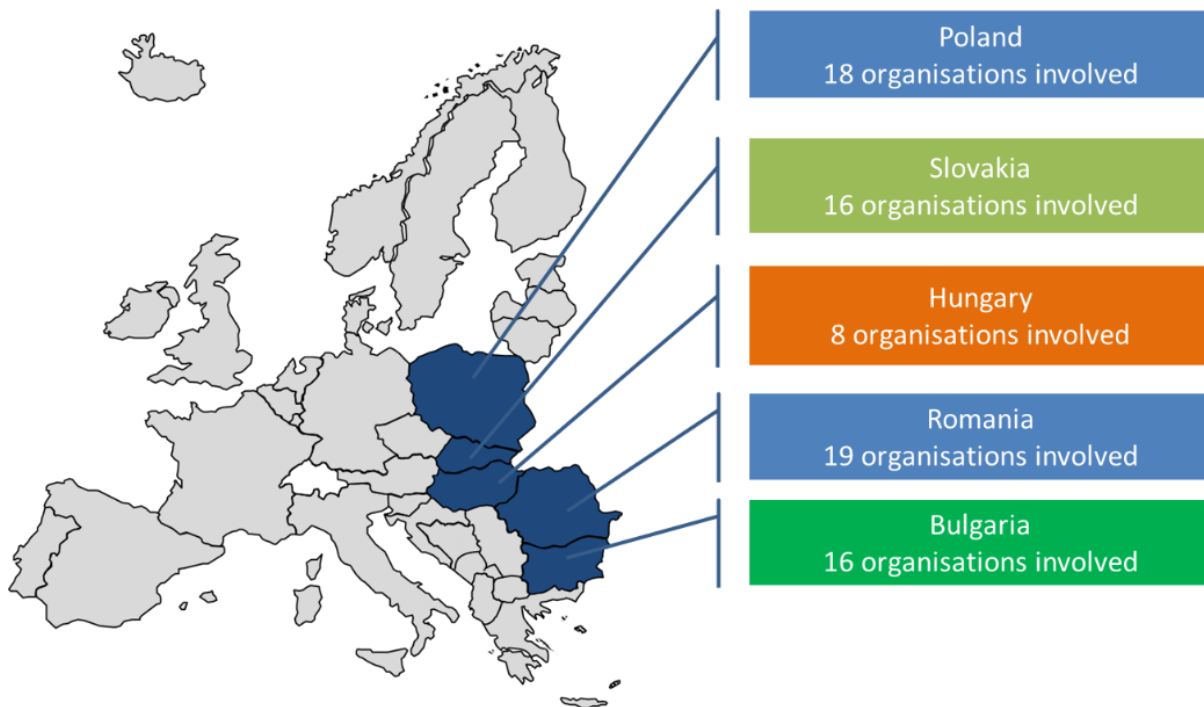 Poland
18 organisations involved
Slovakia
16 organisations involved
Hungary
8 organisations involved
Romania
19 organisations involved
Bulgaria
16 organisations involved